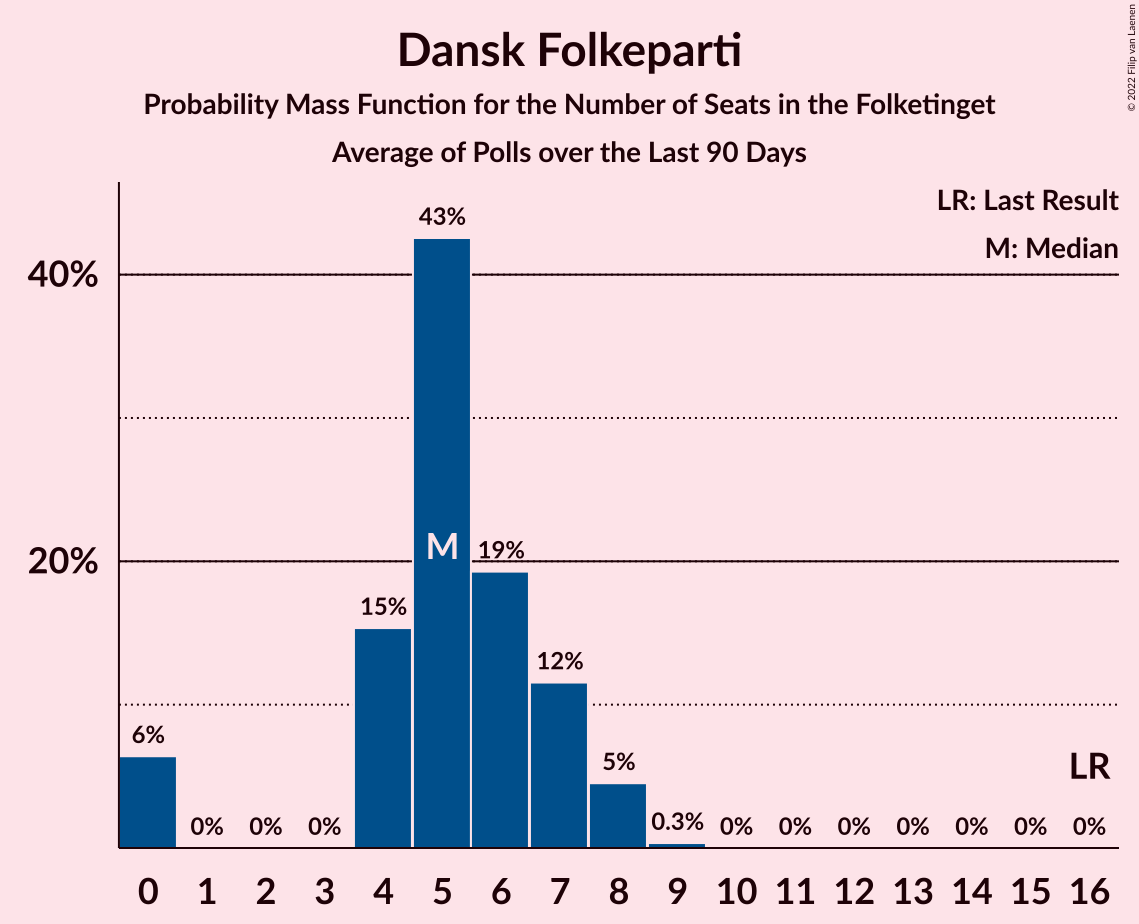 Dansk Folkeparti
Probability Mass Function for the Number of Seats in the Folketinget
Average of Polls over the Last 90 Days
© 2022 Filip van Laenen
LR: Last Result
M: Median
43%
40%
M
19%
20%
15%
12%
6%
5%
LR
0%
0%
0%
0.3%
0%
0%
0%
0%
0%
0%
0%
0 1 2 3 4 5 6 7 8 9 10 11 12 13 14 15 16